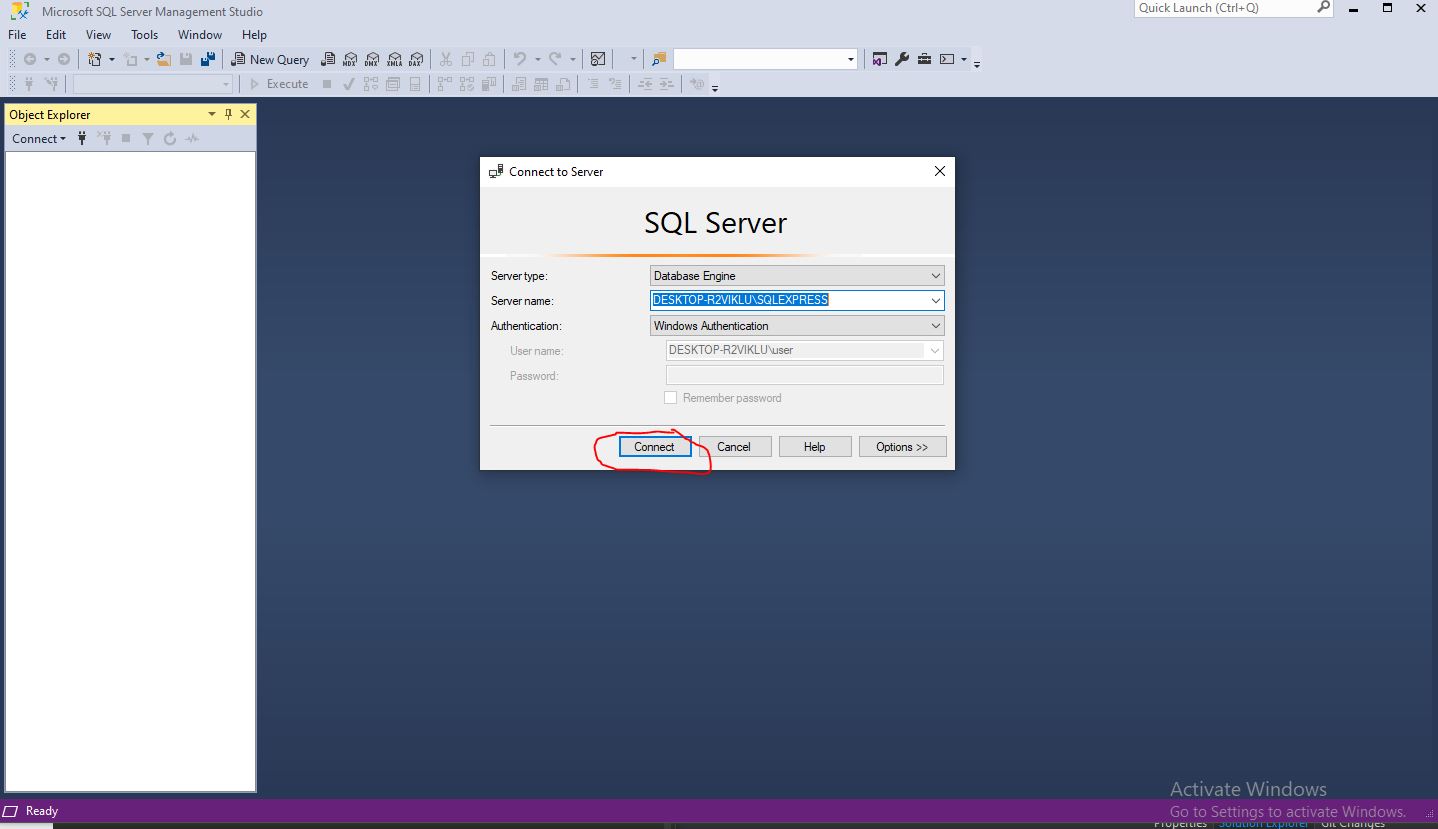 Microsoft SQL Server Management Studio
Quick Launch (Ctrl+Q)
File Edit View Tools Window Help
New Query MDX DMX XMLA DAX
Execute
Object Explorer
Connect
Connect to Server
SQL Server
Server type: Database Engine
Server name: DESKTOP-R2VIKLU\SQLEXPRESS
Authentication: Windows Authentication
User name: DESKTOP-R2VIKLU\user
Password:
Remember password
Connect Cancel Help Options >>
Activate Windows
Go to Settings to activate Windows.
Ready
Properties Solution Explorer Git Changes